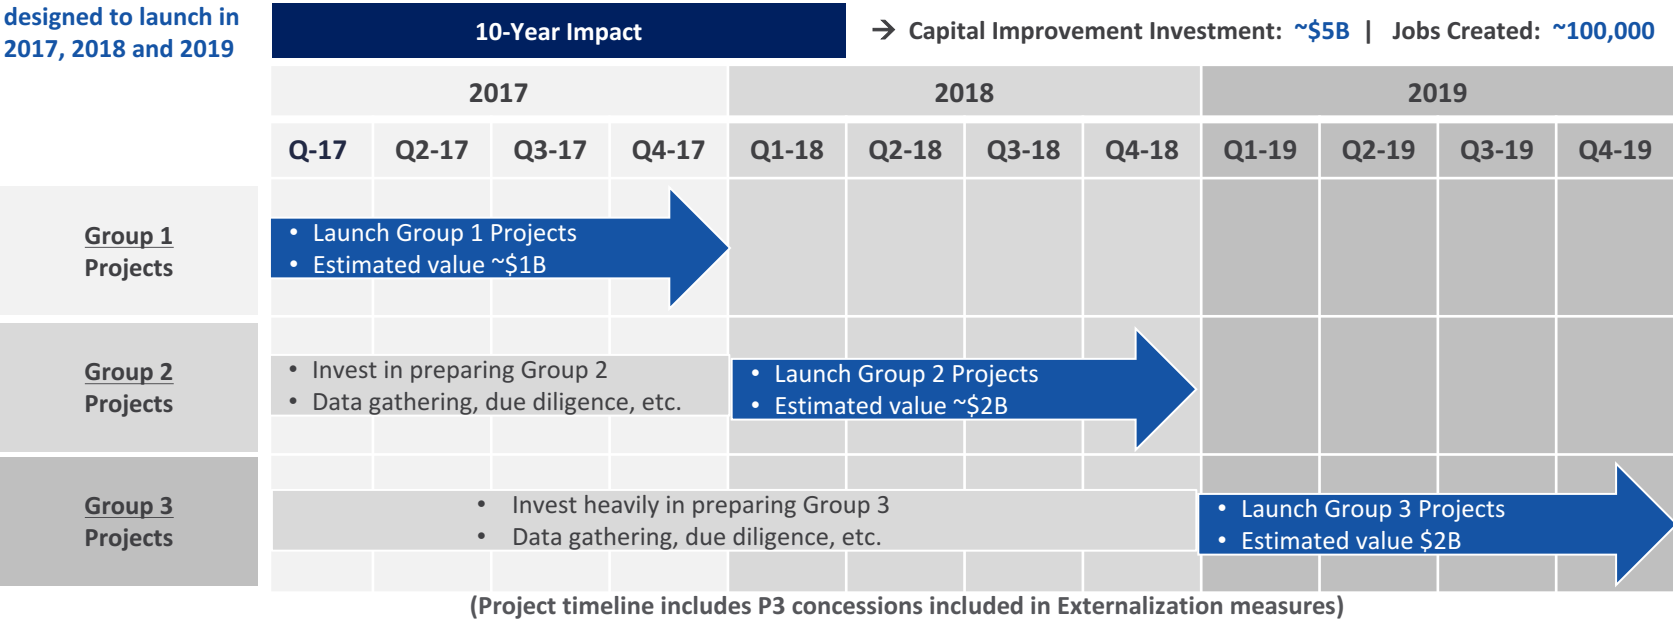 designed to launch in
2017, 2018 and 2019
10-Year Impact
→ Capital Improvement Investment: ~$5B | Jobs Created: ~100,000
2017 2018 2019
Q-17 Q2-17 Q3-17 Q4-17 Q1-18 Q2-18 Q3-18 Q4-18 Q1-19 Q2-19 Q3-19 Q4-19
Group 1
Projects
• Launch Group 1 Projects
• Estimated value ~$1B
Group 2
Projects
• Invest in preparing Group 2
• Data gathering, due diligence, etc.
• Launch Group 2 Projects
• Estimated value ~$2B
Group 3
Projects
• Invest heavily in preparing Group 3
• Data gathering, due diligence, etc.
• Launch Group 3 Projects
• Estimated value $2B
(Project timeline includes P3 concessions included in Externalization measures)